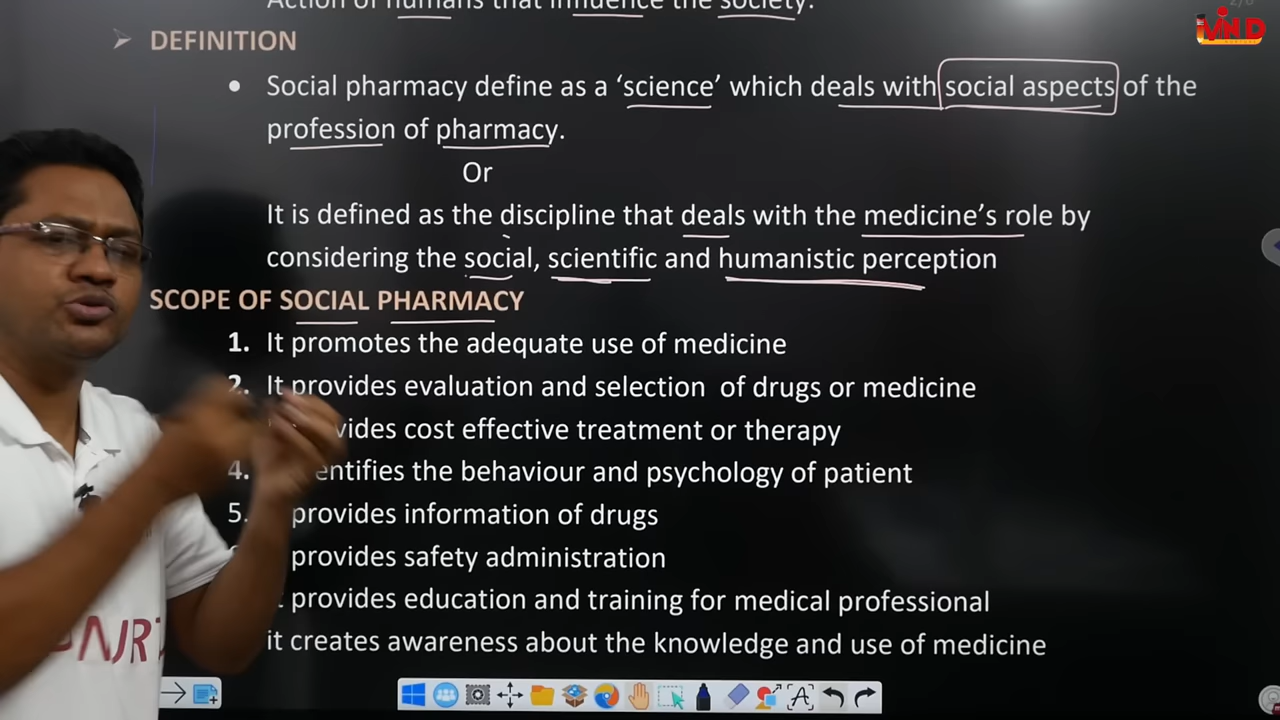 Action of humans that influence the society.
2/6
MIND
➤ DEFINITION
• Social pharmacy define as a ‘science’ which deals with social aspects of the
profession of pharmacy.
Or
It is defined as the discipline that deals with the medicine’s role by
considering the social, scientific and humanistic perception
SCOPE OF SOCIAL PHARMACY
1. It promotes the adequate use of medicine
2. It provides evaluation and selection of drugs or medicine
vides cost effective treatment or therapy
4. entifies the behaviour and psychology of patient
5. provides information of drugs
provides safety administration
provides education and training for medical professional
it creates awareness about the knowledge and use of medicine